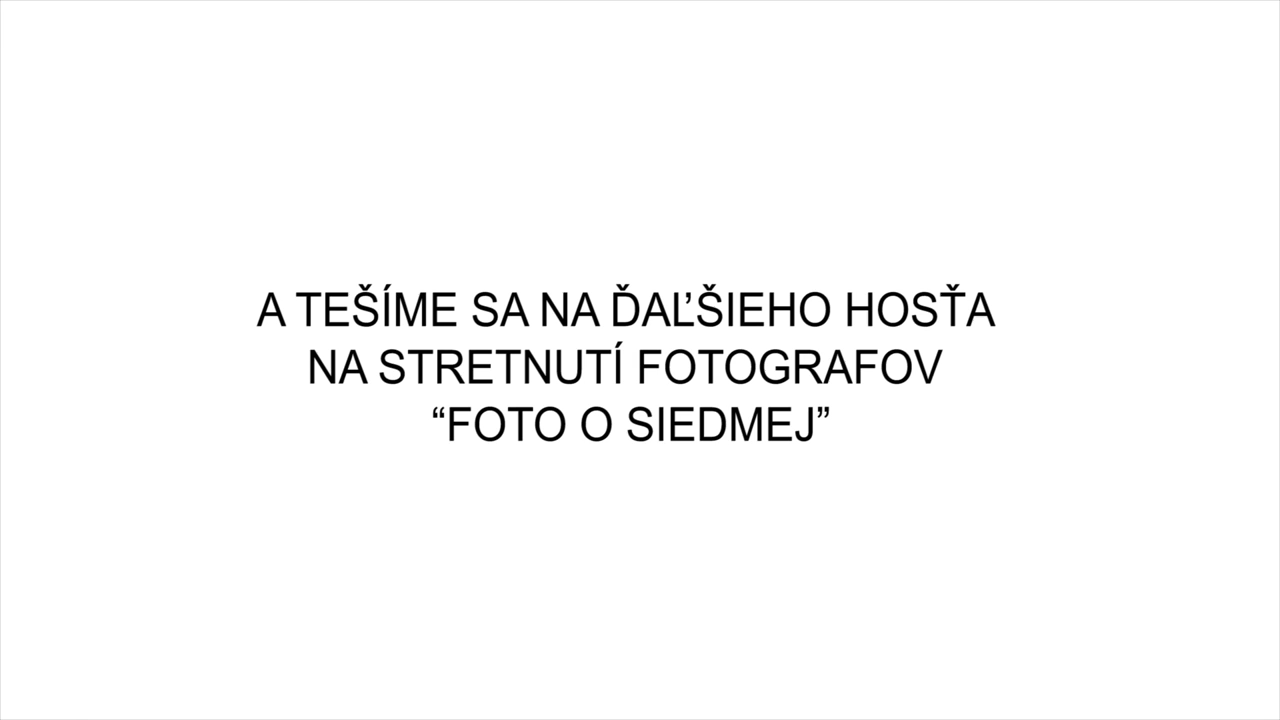 A TEŠÍME SA NA ĎAĽŠIEHO HOSŤA
NA STRETNUTÍ FOTOGRAFOV
“FOTO O SIEDMEJ”